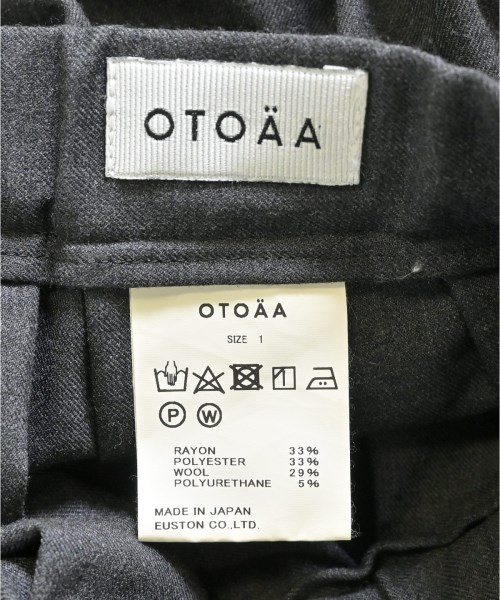 OTOÄA
OTOÄA
SIZE 1
P W
RAYON 33%
POLYESTER 33%
WOOL 29%
POLYURETHANE 5%
MADE IN JAPAN
EUSTON CO.,LTD.